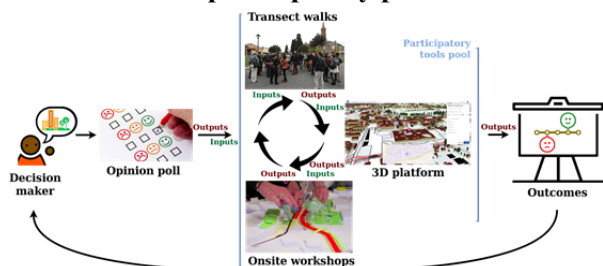 Transect walks
Participatory
tools pool
Inputs
Outputs
Inputs
Outputs
Inputs
Outputs
Outputs
Inputs
Outputs
Decision
maker
Opinion poll
3D platform
Outcomes
Onsite workshops